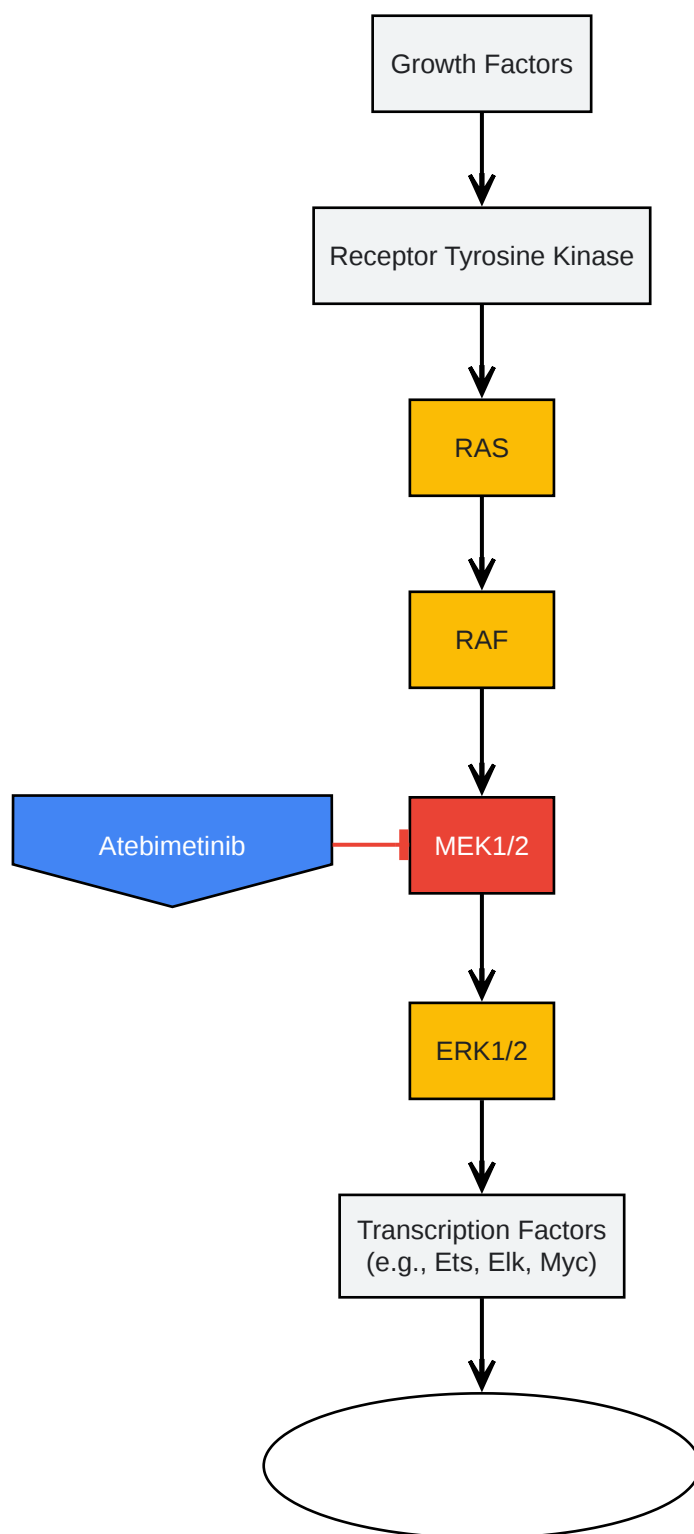 Growth Factors
Receptor Tyrosine Kinase
RAS
RAF
Atebimetinib
MEK1/2
ERK1/2
Transcription Factors
(e.g., Ets, Elk, Myc)